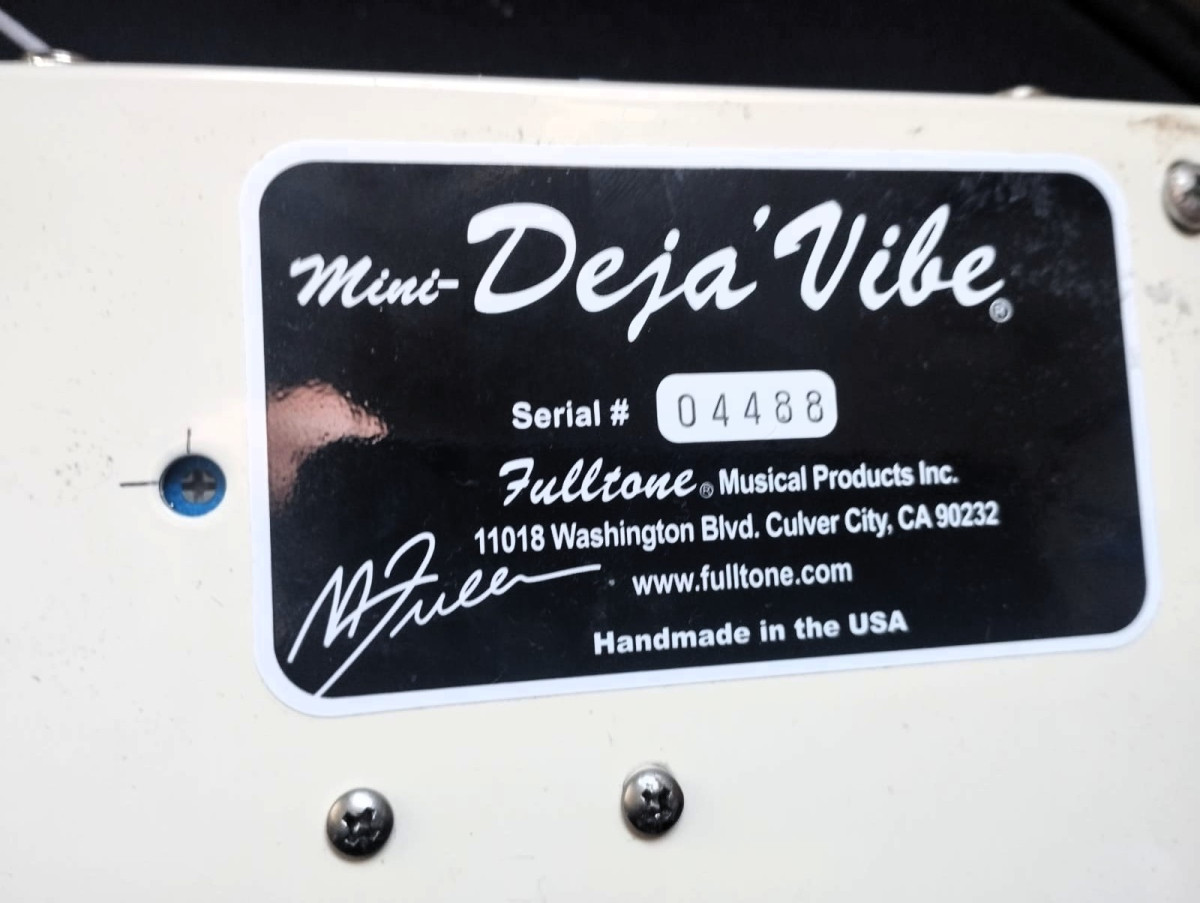 Mini-Deja'Vibe®
Serial # 04488
Fulltone® Musical Products Inc.
11018 Washington Blvd. Culver City, CA 90232
www.fulltone.com
M Fuller
Handmade in the USA